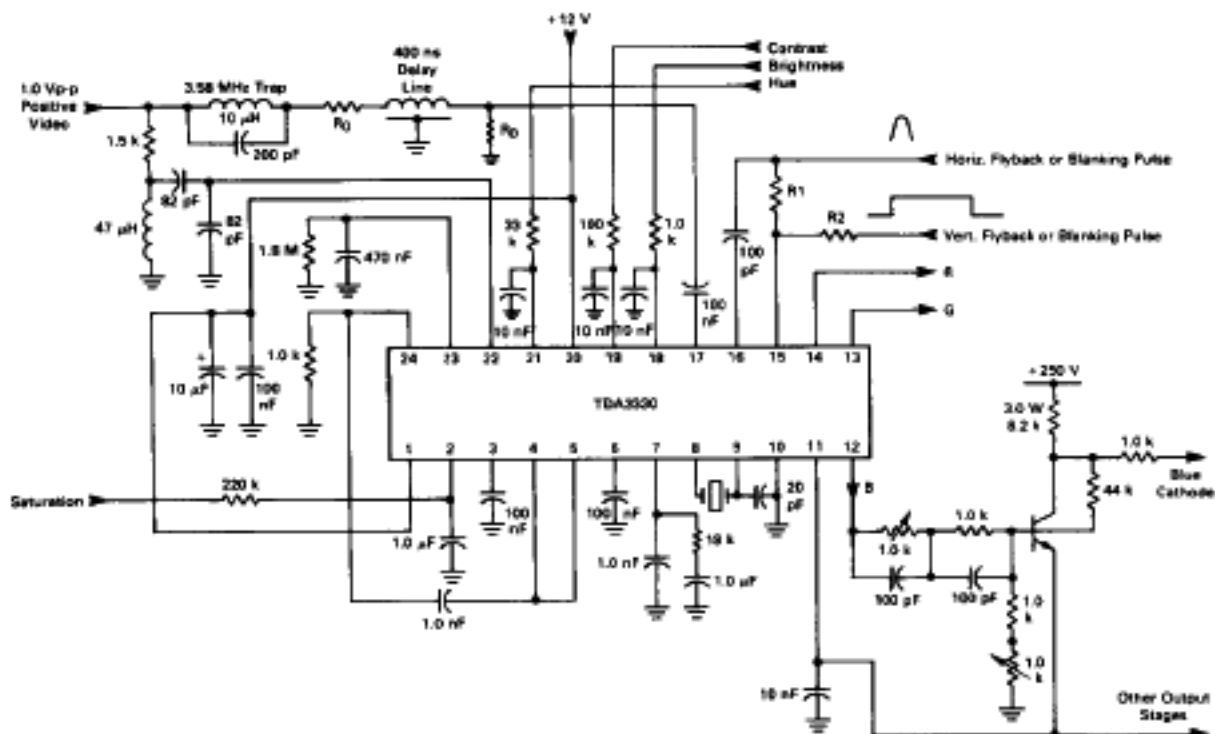 +12 V
400 ns
Delay
Line
Contrast
Brightness
Hue
1.0 Vp-p
Positive
Video
3.58 MHz Trap
10 µH
200 pF
RO
RD
1.5 k
82 pF
82
pF
47 µH
1.8 M
470 nF
33
k
1.0
k
R1
R2
Horiz. Flyback or Blanking Pulse
Vert. Flyback or Blanking Pulse
100
pF
R
G
10 nF
10 nF
10 nF
100
nF
+
10 µF
100
nF
1.0 k
24
23
22
21
20
19
18
17
16
15
14
13
1
2
3
4
5
6
7
8
9
10
11
12
+250 V
3.0 W
8.2 k
1.0 k
Blue
Cathode
44 k
Saturation
220 k
1.0 µF
100
nF
100
nF
1.0 nF
18 k
1.0 µF
20
pF
B
1.0 k
1.0 k
100 pF
100 pF
1.0
k
1.0
k
1.0 nF
10 nF
Other Output
Stages